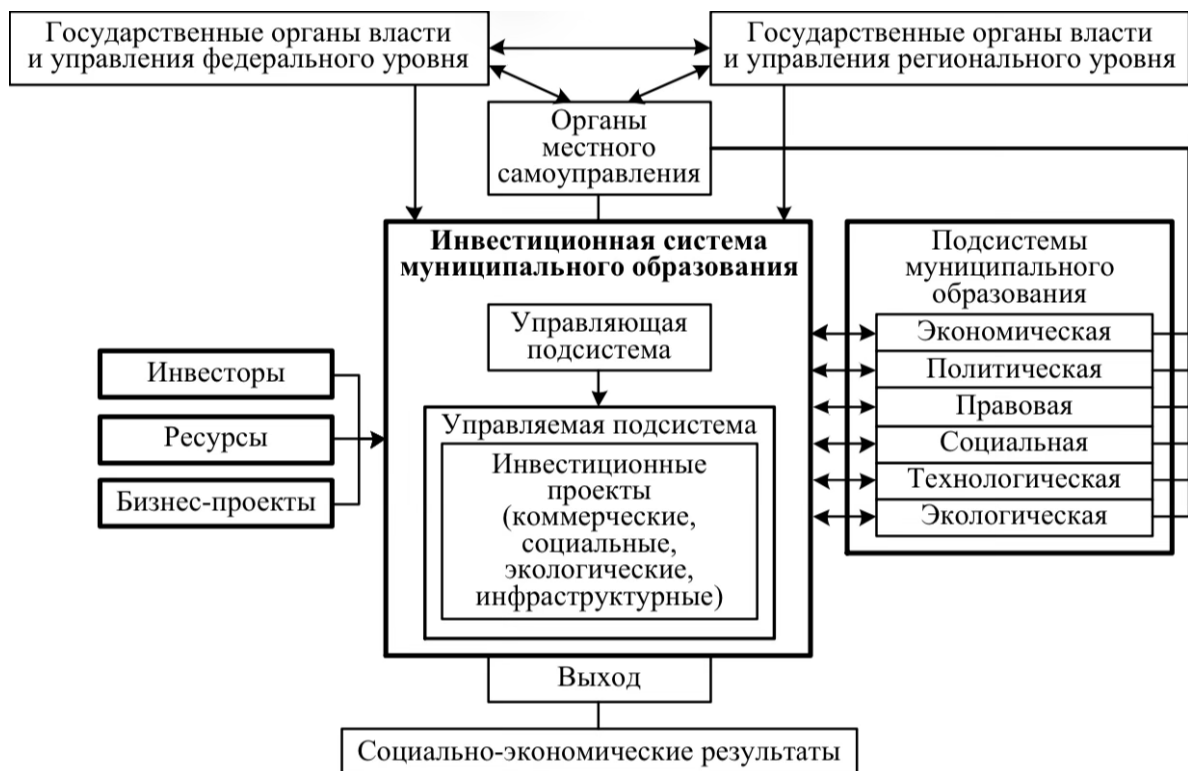 Государственные органы власти
и управления федерального уровня
Государственные органы власти
и управления регионального уровня
Органы
местного
самоуправления
Инвестиционная система
муниципального образования
Подсистемы
муниципального
образования
Управляющая
подсистема
Экономическая
Политическая
Правовая
Социальная
Технологическая
Экологическая
Инвесторы
Ресурсы
Бизнес-проекты
Управляемая подсистема
Инвестиционные
проекты
(коммерческие,
социальные,
экологические,
инфраструктурные)
Выход
Социально-экономические результаты